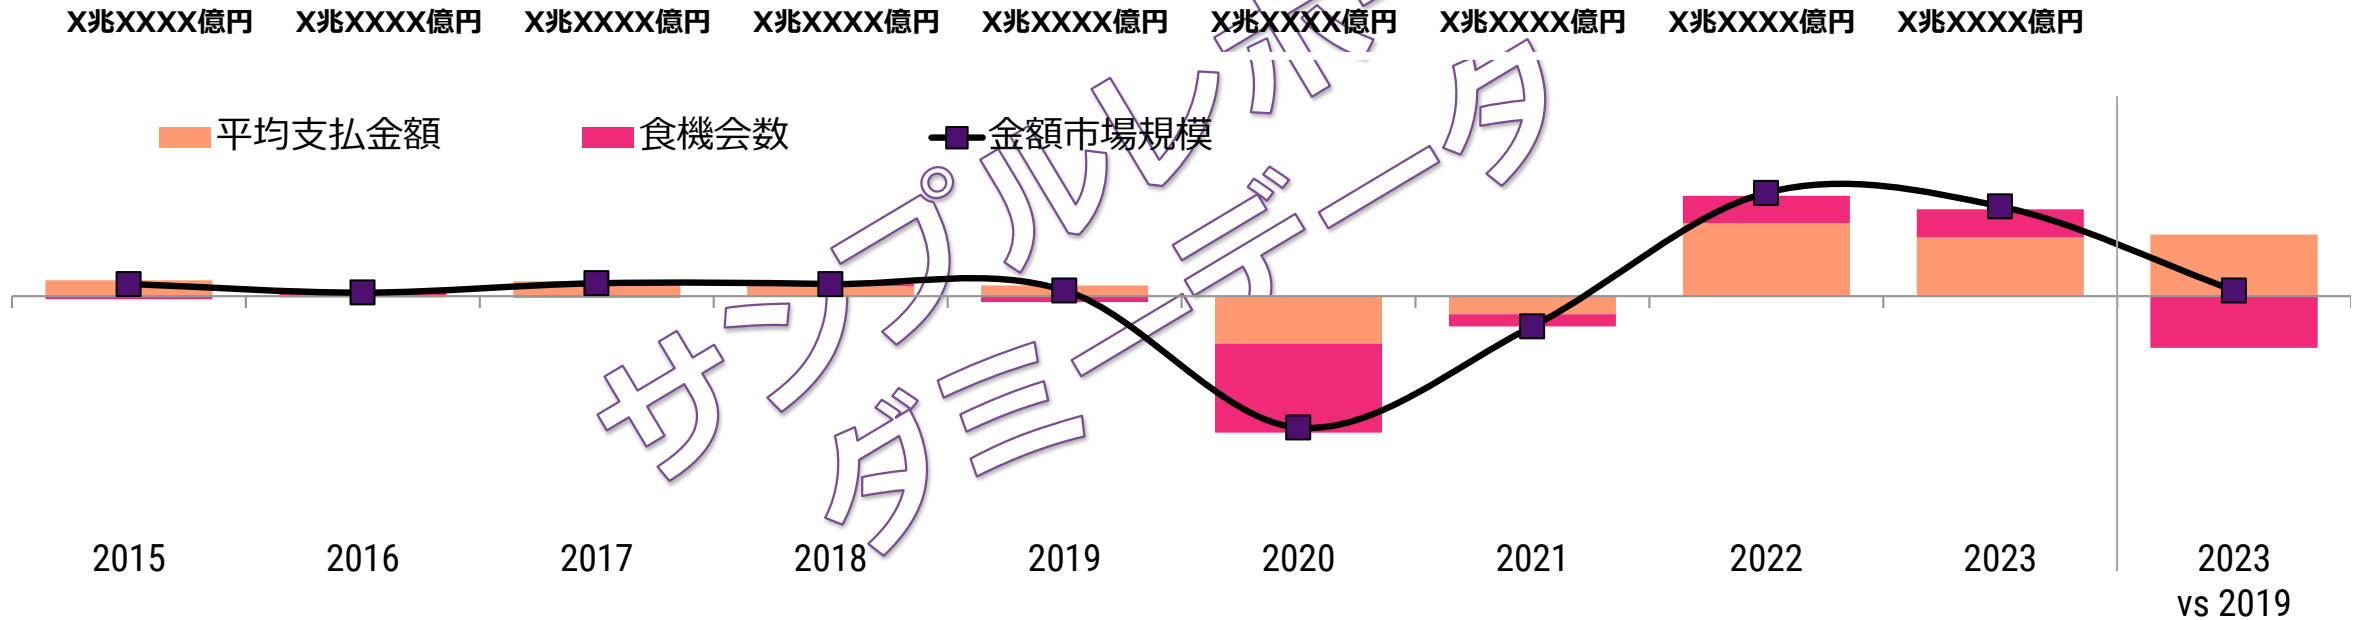 X兆XXXX億円 X兆XXXX億円 X兆XXXX億円 X兆XXXX億円 X兆XXXX億円 X兆XXXX億円 X兆XXXX億円 X兆XXXX億円 X兆XXXX億円
平均支払金額 食機会数 金額市場規模
サンプルレポ
ダミーデータ
2015 2016 2017 2018 2019 2020 2021 2022 2023 2023
vs 2019